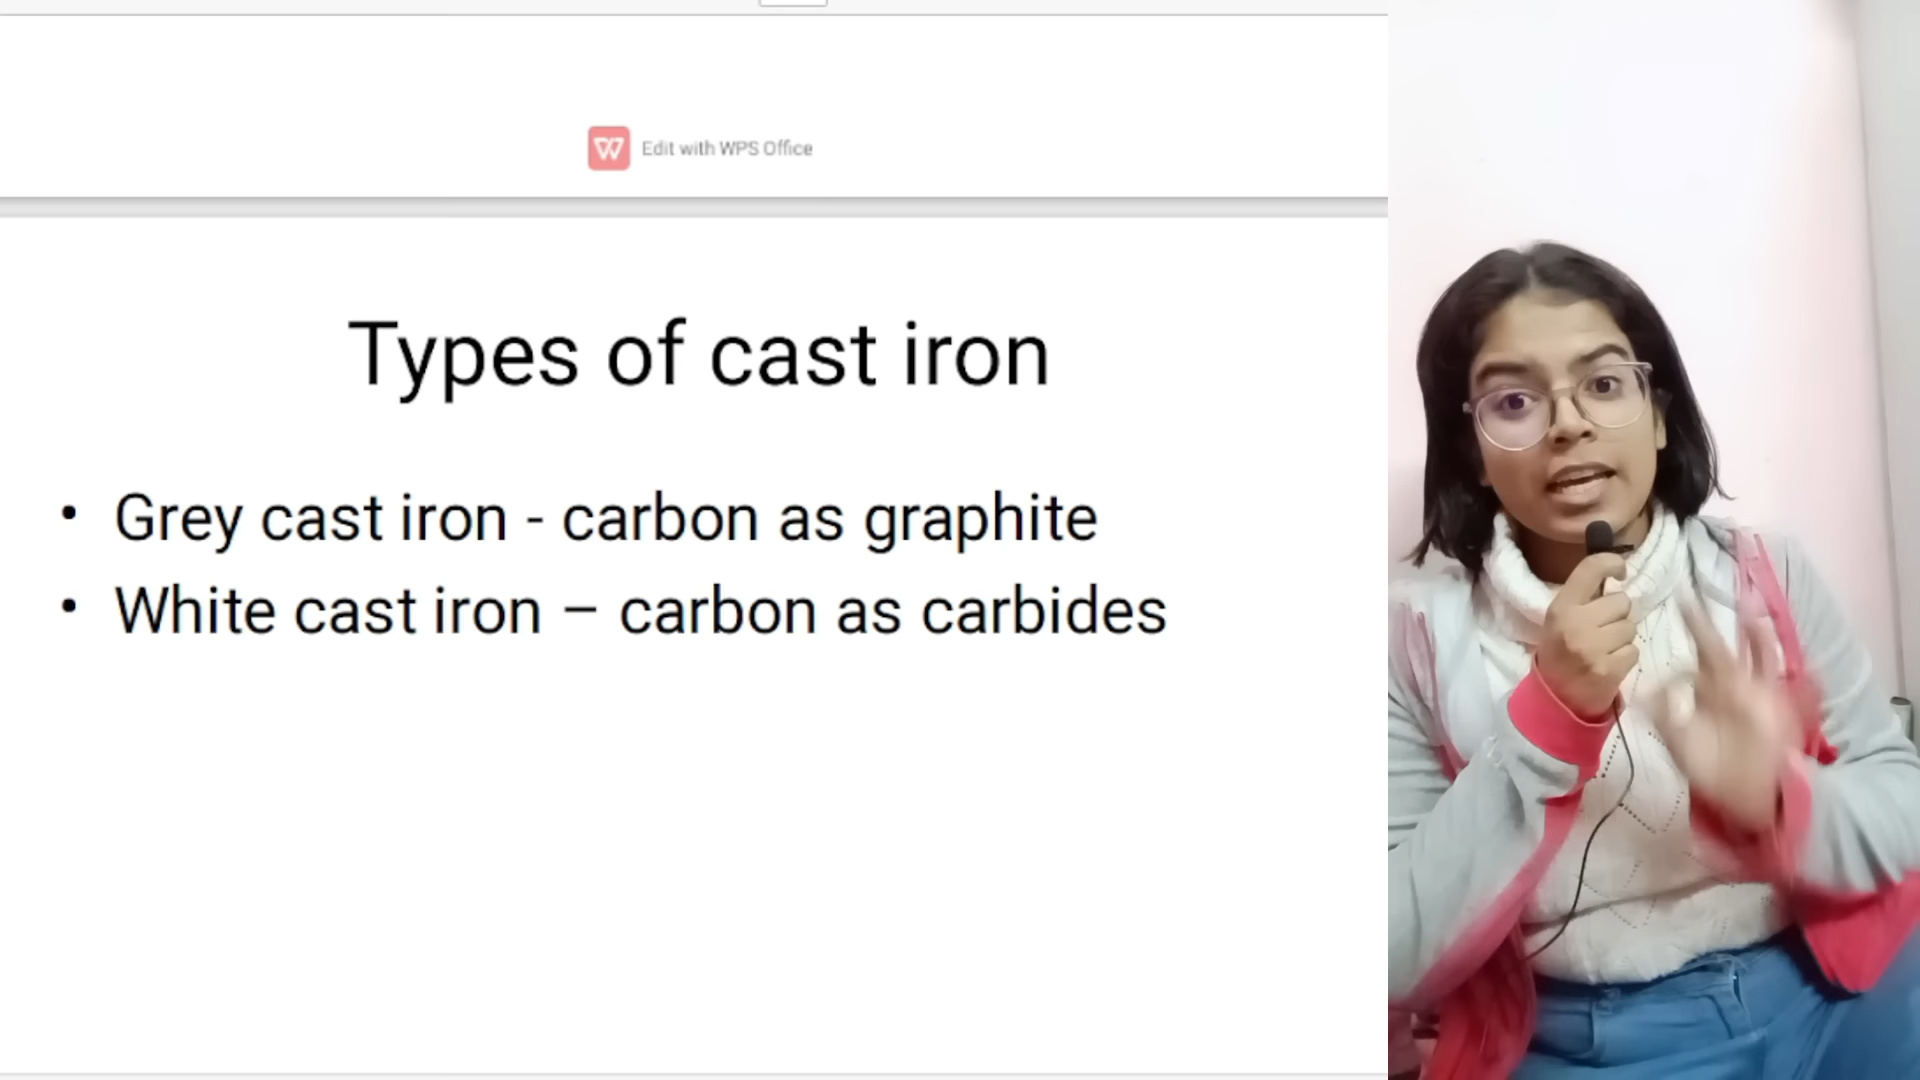 Edit with WPS Office
Types of cast iron
• Grey cast iron - carbon as graphite
• White cast iron – carbon as carbides